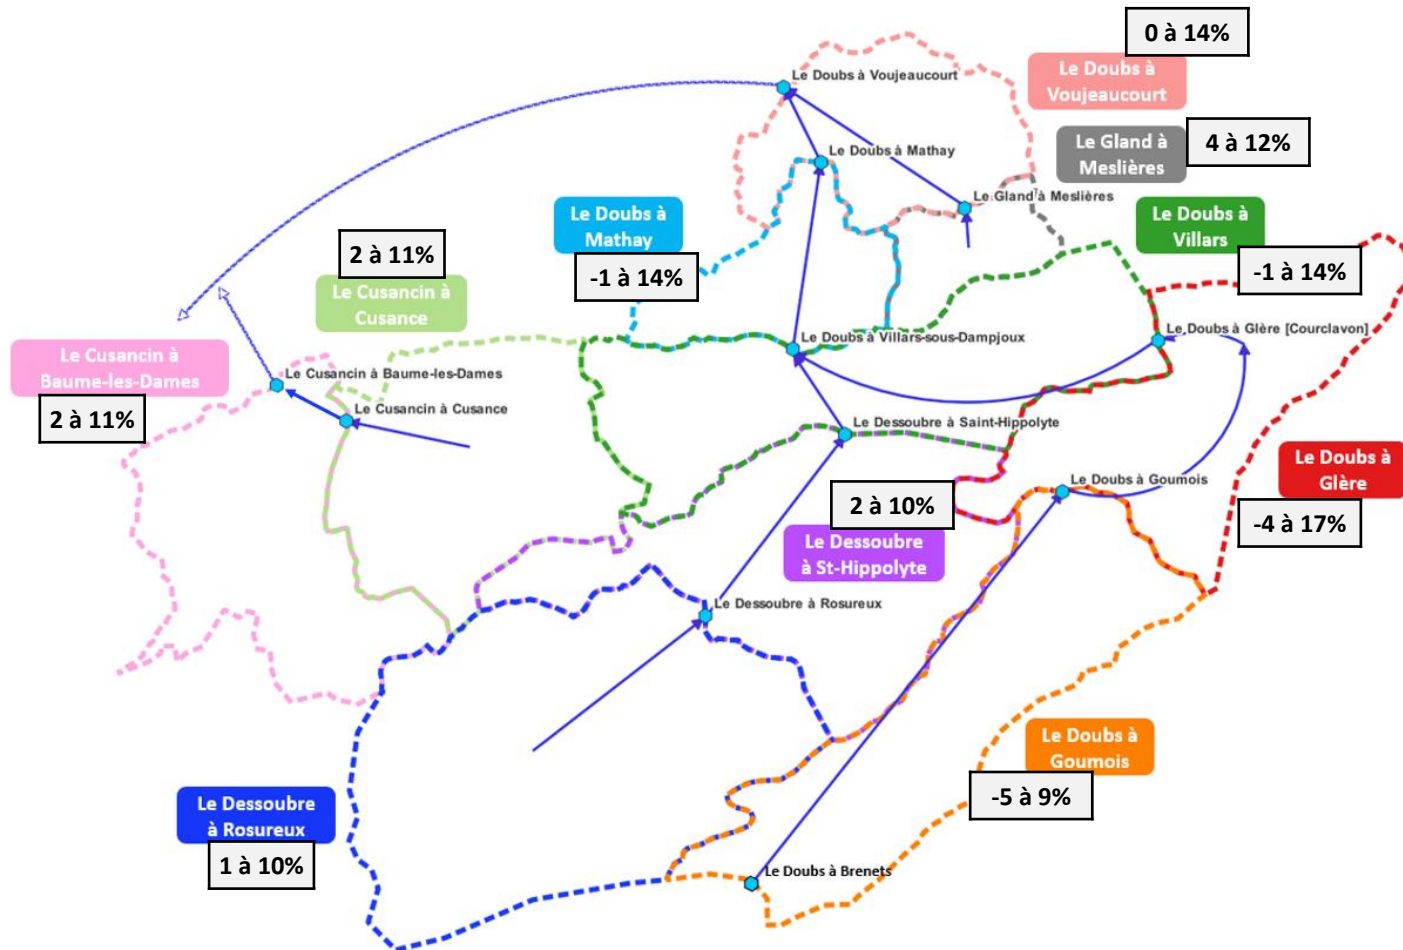 0 à 14%
Le Doubs à
Voujeaucourt
Le Doubs à Voujeaucourt
Le Gland à
Meslières
4 à 12%
Le Doubs à Mathay
Le Gland à Meslières
Le Doubs à
Mathay
-1 à 14%
Le Doubs à
Villars
-1 à 14%
2 à 11%
Le Cusancin à
Cusance
Le Doubs à Glère [Courclavon]
Le Doubs à Villars-sous-Dampjoux
Le Cusancin à
Baume-les-Dames
2 à 11%
Le Cusancin à Baume-les-Dames
Le Cusancin à Cusance
Le Dessoubre à Saint-Hippolyte
Le Doubs à
Glère
-4 à 17%
Le Doubs à Goumois
2 à 10%
Le Dessoubre
à St-Hippolyte
Le Dessoubre à Rosureux
Le Doubs à
Goumois
-5 à 9%
Le Dessoubre
à Rosureux
1 à 10%
Le Doubs à Brenets